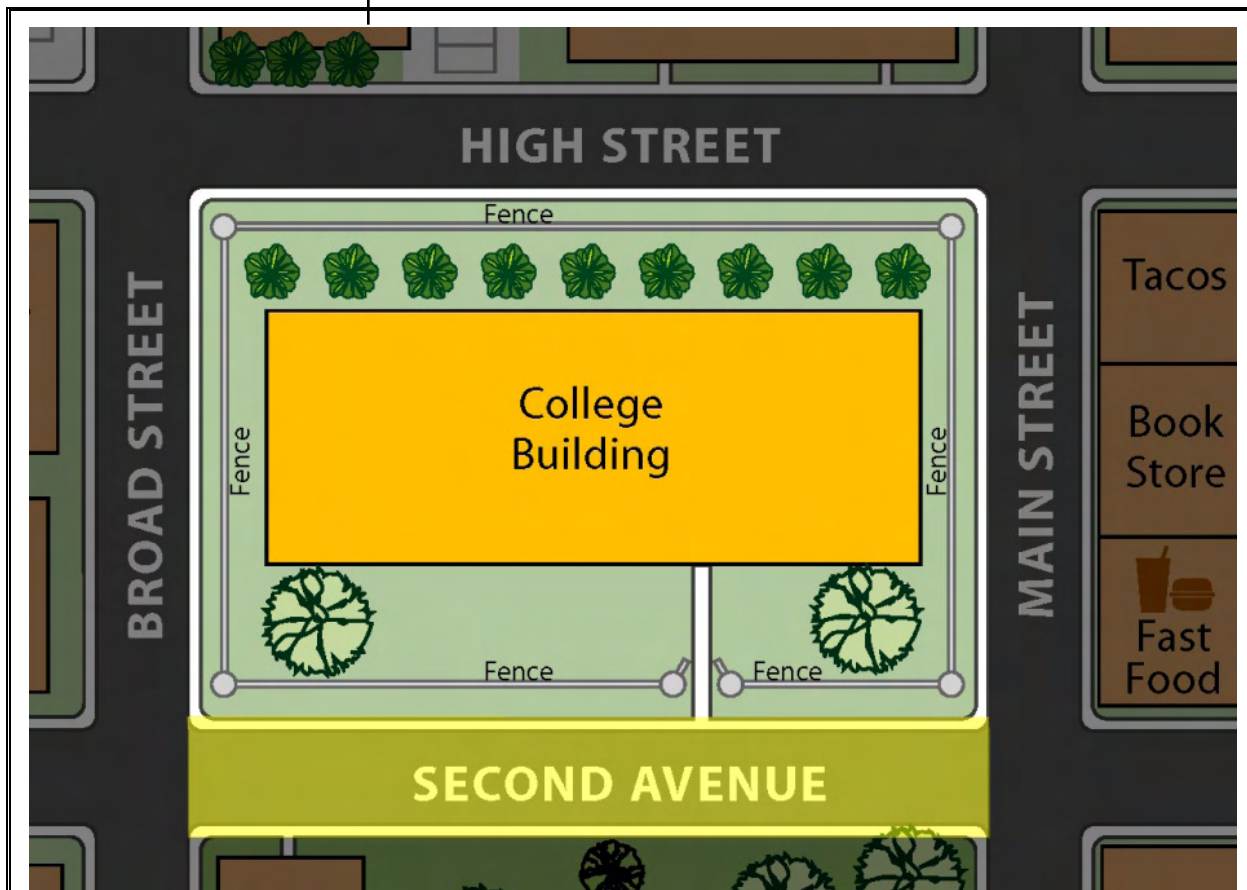 HIGH STREET
Fence
BROAD STREET
Fence
College
Building
Fence
MAIN STREET
Tacos
Book
Store
Fast
Food
Fence
Fence
SECOND AVENUE